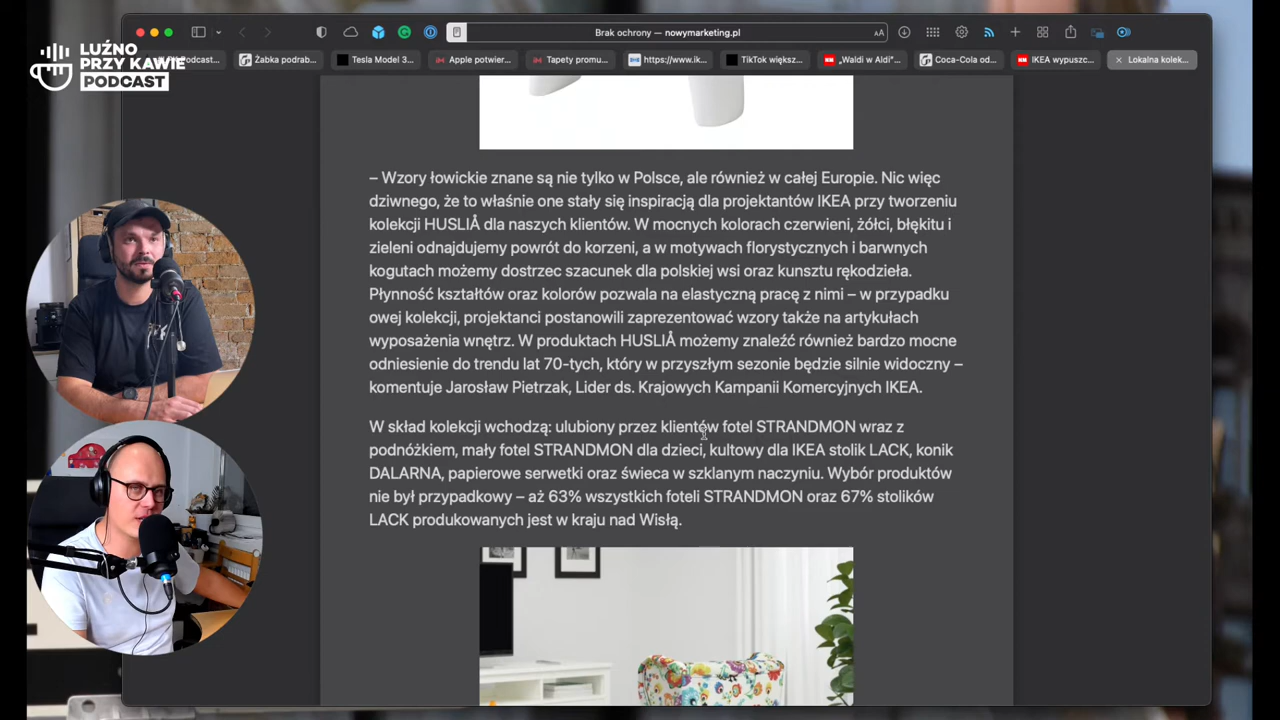 LUŹNO
PRZY KAWIE
PODCAST
Brak ochrony — nowymarketing.pl
AA
Podcast...
Żabka podrab...
Tesla Model 3...
Apple potwier...
Tapety promu...
https://www.ik...
TikTok większ...
„Waldi w Aldi”...
Coca-Cola od...
IKEA wypuszc...
Lokalna kolek...
– Wzory łowickie znane są nie tylko w Polsce, ale również w całej Europie. Nic więc
dziwnego, że to właśnie one stały się inspiracją dla projektantów IKEA przy tworzeniu
kolekcji HUSLIÅ dla naszych klientów. W mocnych kolorach czerwieni, żółci, błękitu i
zieleni odnajdujemy powrót do korzeni, a w motywach florystycznych i barwnych
kogutach możemy dostrzec szacunek dla polskiej wsi oraz kunsztu rękodzieła.
Płynność kształtów oraz kolorów pozwala na elastyczną pracę z nimi – w przypadku
owej kolekcji, projektanci postanowili zaprezentować wzory także na artykułach
wyposażenia wnętrz. W produktach HUSLIÅ możemy znaleźć również bardzo mocne
odniesienie do trendu lat 70-tych, który w przyszłym sezonie będzie silnie widoczny –
komentuje Jarosław Pietrzak, Lider ds. Krajowych Kampanii Komercyjnych IKEA.
W skład kolekcji wchodzą: ulubiony przez klientów fotel STRANDMON wraz z
podnóżkiem, mały fotel STRANDMON dla dzieci, kultowy dla IKEA stolik LACK, konik
DALARNA, papierowe serwetki oraz świeca w szklanym naczyniu. Wybór produktów
nie był przypadkowy – aż 63% wszystkich foteli STRANDMON oraz 67% stolików
LACK produkowanych jest w kraju nad Wisłą.